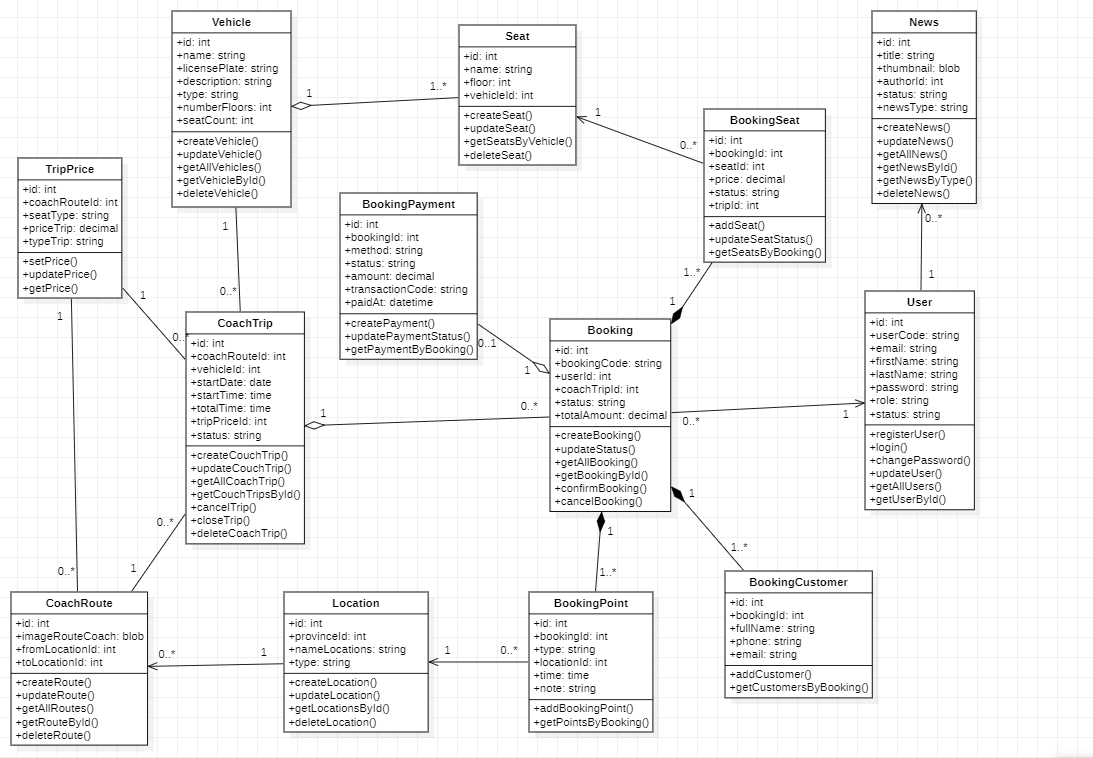 Vehicle
+id: int
+name: string
+licensePlate: string
+description: string
+type: string
+numberFloors: int
+seatCount: int
+createVehicle()
+updateVehicle()
+getAllVehicles()
+getVehicleById()
+deleteVehicle()
1
1..*
Seat
+id: int
+name: string
+floor: int
+vehicleId: int
+createSeat()
+updateSeat()
+getSeatsByVehicle()
+deleteSeat()
1
0..*
BookingSeat
+id: int
+bookingId: int
+seatId: int
+price: decimal
+status: string
+tripId: int
+addSeat()
+updateSeatStatus()
+getSeatsByBooking()
1..*
1
News
+id: int
+title: string
+thumbnail: blob
+authorId: int
+status: string
+newsType: string
+createNews()
+updateNews()
+getAllNews()
+getNewsById()
+getNewsByType()
+deleteNews()
0..*
1
TripPrice
+id: int
+coachRouteId: int
+seatType: string
+priceTrip: decimal
+typeTrip: string
+setPrice()
+updatePrice()
+getPrice()
1
1
0..
1
0..*
BookingPayment
+id: int
+bookingId: int
+method: string
+status: string
+amount: decimal
+transactionCode: string
+paidAt: datetime
+createPayment()
+updatePaymentStatus()
+getPaymentByBooking()
0..1
1
CoachTrip
+id: int
+coachRouteId: int
+vehicleId: int
+startDate: date
+startTime: time
+totalTime: time
+tripPriceId: int
+status: string
+createCouchTrip()
+updateCouchTrip()
+getAllCoachTrip()
+getCouchTripsById()
+cancelTrip()
+closeTrip()
+deleteCoachTrip()
1
0..*
Booking
+id: int
+bookingCode: string
+userId: int
+coachTripId: int
+status: string
+totalAmount: decimal
+createBooking()
+updateStatus()
+getAllBooking()
+getBookingById()
+confirmBooking()
+cancelBooking()
0..*
1
User
+id: int
+userCode: string
+email: string
+firstName: string
+lastName: string
+password: string
+role: string
+status: string
+registerUser()
+login()
+changePassword()
+updateUser()
+getAllUsers()
+getUserById()
0..*
1
0..*
1
1..*
1
1..*
CoachRoute
+id: int
+imageRouteCoach: blob
+fromLocationId: int
+toLocationId: int
+createRoute()
+updateRoute()
+getAllRoutes()
+getRouteById()
+deleteRoute()
0..*
1
Location
+id: int
+provinceId: int
+nameLocations: string
+type: string
+createLocation()
+updateLocation()
+getLocationsById()
+deleteLocation()
1
0..*
BookingPoint
+id: int
+bookingId: int
+type: string
+locationId: int
+time: time
+note: string
+addBookingPoint()
+getPointsByBooking()
BookingCustomer
+id: int
+bookingId: int
+fullName: string
+phone: string
+email: string
+addCustomer()
+getCustomersByBooking()